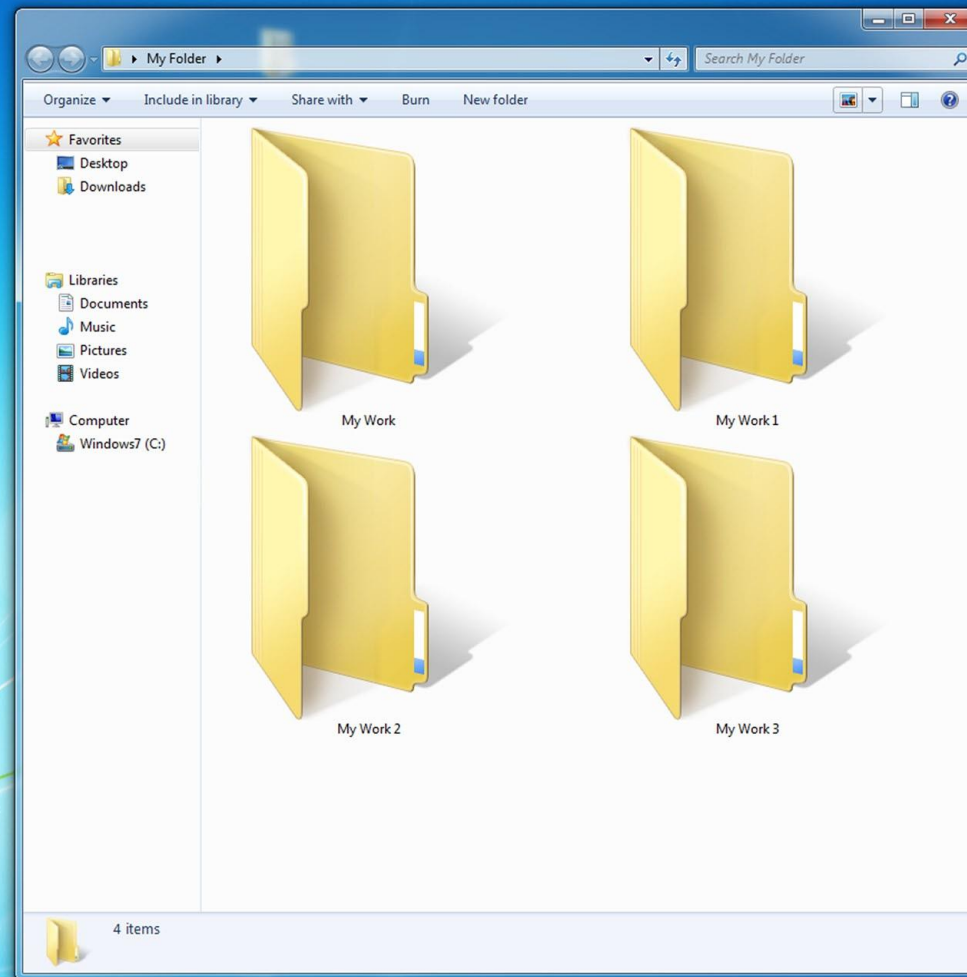 My Folder
Search My Folder
Organize Include in library Share with Burn New folder
Favorites
Desktop
Downloads
Libraries
Documents
Music
Pictures
Videos
Computer
Windows7 (C:)
My Work My Work 1
My Work 2 My Work 3
4 items